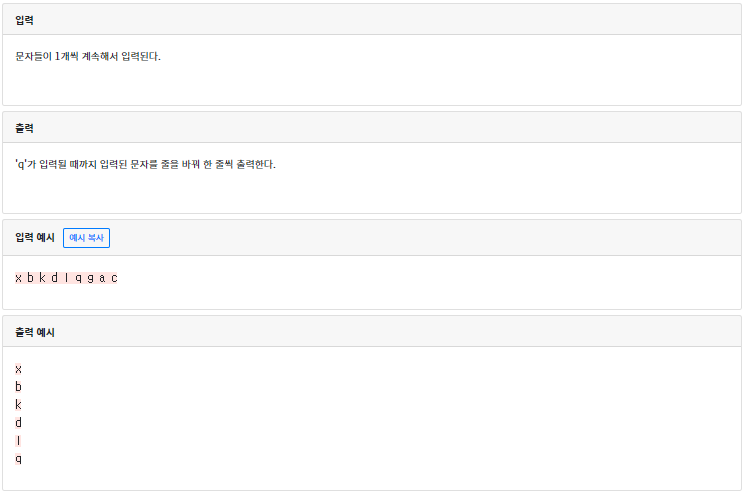 입력
문자들이 1개씩 계속해서 입력된다.
출력
'q'가 입력될 때까지 입력된 문자를 줄을 바꿔 한 줄씩 출력한다.
입력 예시 예시 복사
x b k d l q g a c
출력 예시
x
b
k
d
l
q